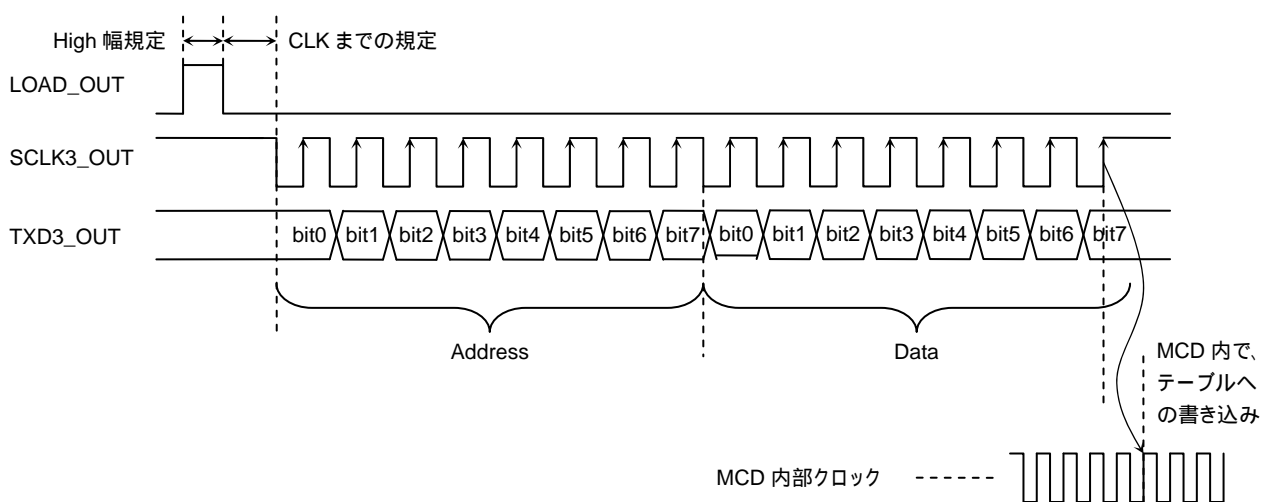 High 幅規定
CLK までの規定
LOAD_OUT
SCLK3_OUT
TXD3_OUT
bit0 bit1 bit2 bit3 bit4 bit5 bit6 bit7 bit0 bit1 bit2 bit3 bit4 bit5 bit6 bit7
Address
Data
MCD 内で、
テーブルへ
の書き込み
MCD 内部クロック